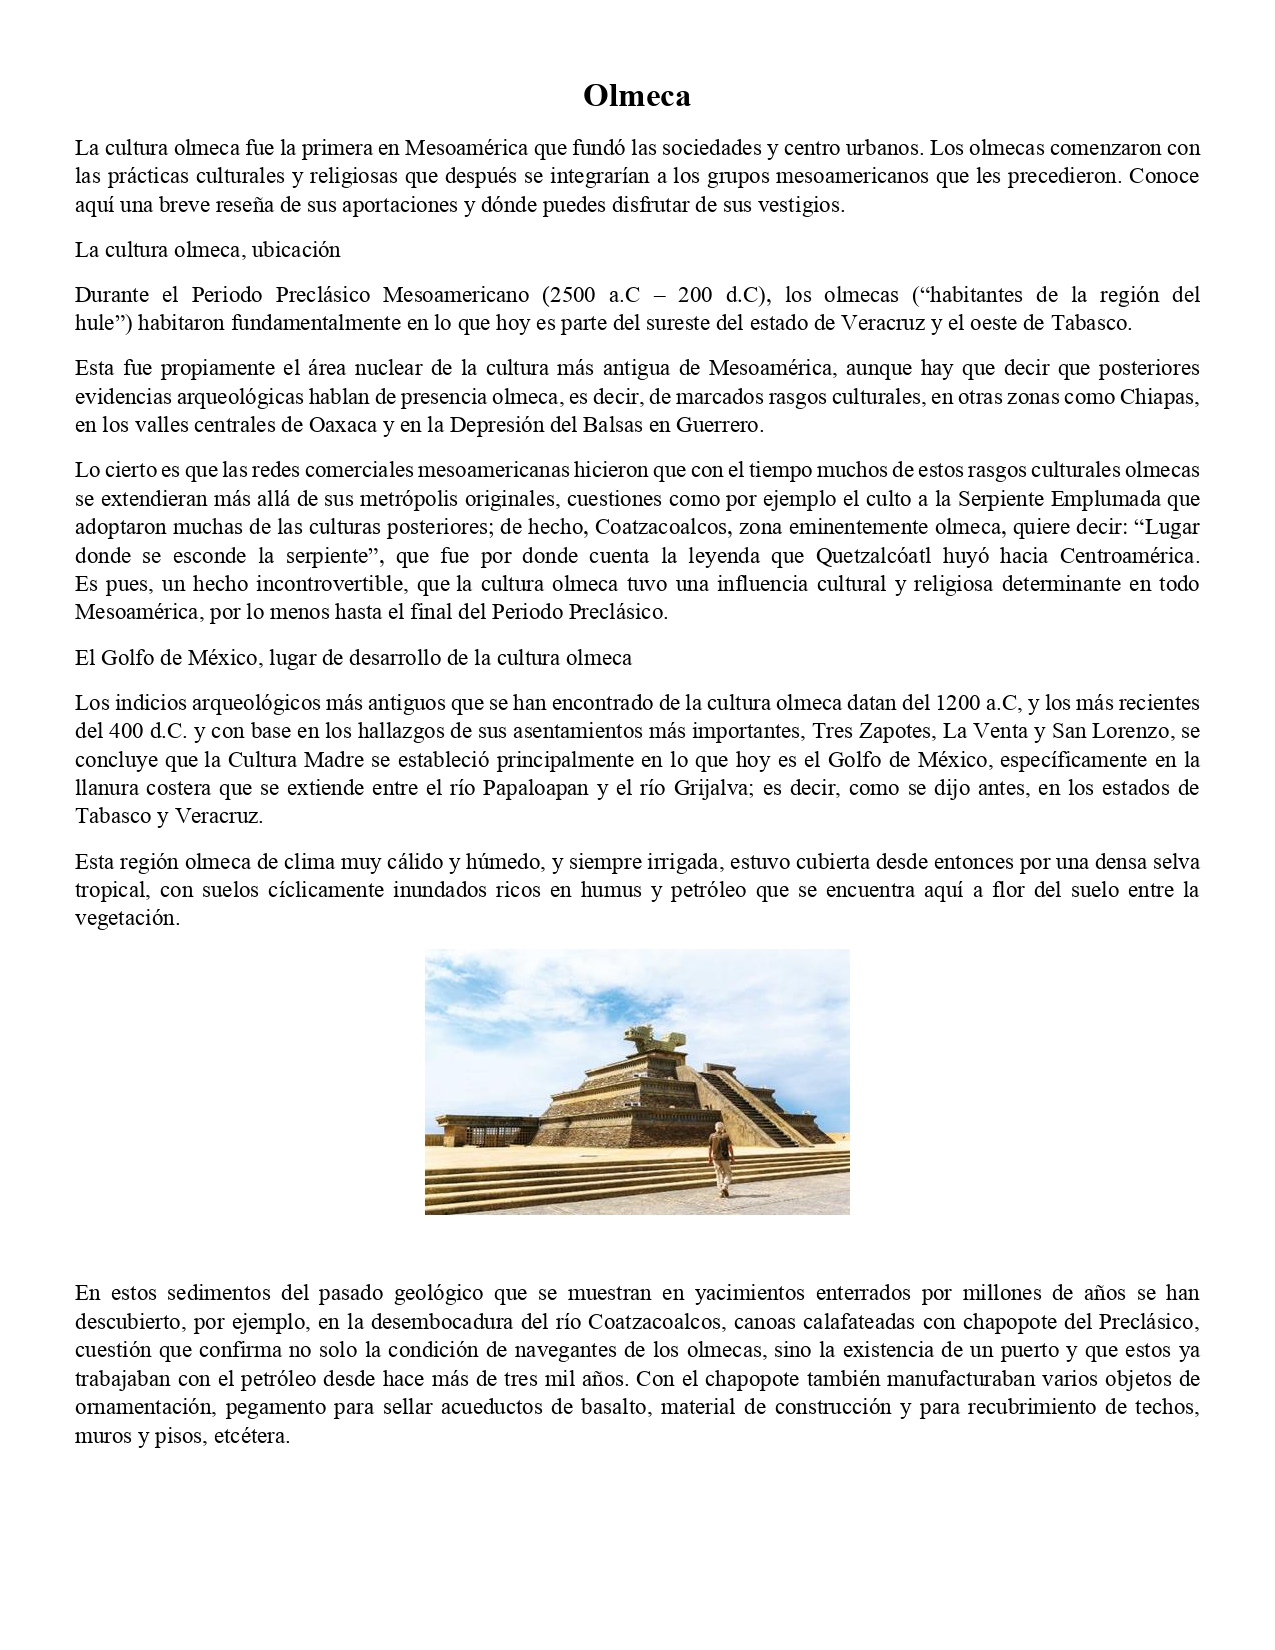 Olmeca
La cultura olmeca fue la primera en Mesoamérica que fundó las sociedades y centro urbanos. Los olmecas comenzaron con
las prácticas culturales y religiosas que después se integrarían a los grupos mesoamericanos que les precedieron. Conoce
aquí una breve reseña de sus aportaciones y dónde puedes disfrutar de sus vestigios.
La cultura olmeca, ubicación
Durante el Periodo Preclásico Mesoamericano (2500 a.C – 200 d.C), los olmecas (“habitantes de la región del
hule”) habitaron fundamentalmente en lo que hoy es parte del sureste del estado de Veracruz y el oeste de Tabasco.
Esta fue propiamente el área nuclear de la cultura más antigua de Mesoamérica, aunque hay que decir que posteriores
evidencias arqueológicas hablan de presencia olmeca, es decir, de marcados rasgos culturales, en otras zonas como Chiapas,
en los valles centrales de Oaxaca y en la Depresión del Balsas en Guerrero.
Lo cierto es que las redes comerciales mesoamericanas hicieron que con el tiempo muchos de estos rasgos culturales olmecas
se extendieran más allá de sus metrópolis originales, cuestiones como por ejemplo el culto a la Serpiente Emplumada que
adoptaron muchas de las culturas posteriores; de hecho, Coatzacoalcos, zona eminentemente olmeca, quiere decir: “Lugar
donde se esconde la serpiente”, que fue por donde cuenta la leyenda que Quetzalcóatl huyó hacia Centroamérica.
Es pues, un hecho incontrovertible, que la cultura olmeca tuvo una influencia cultural y religiosa determinante en todo
Mesoamérica, por lo menos hasta el final del Periodo Preclásico.
El Golfo de México, lugar de desarrollo de la cultura olmeca
Los indicios arqueológicos más antiguos que se han encontrado de la cultura olmeca datan del 1200 a.C, y los más recientes
del 400 d.C. y con base en los hallazgos de sus asentamientos más importantes, Tres Zapotes, La Venta y San Lorenzo, se
concluye que la Cultura Madre se estableció principalmente en lo que hoy es el Golfo de México, específicamente en la
llanura costera que se extiende entre el río Papaloapan y el río Grijalva; es decir, como se dijo antes, en los estados de
Tabasco y Veracruz.
Esta región olmeca de clima muy cálido y húmedo, y siempre irrigada, estuvo cubierta desde entonces por una densa selva
tropical, con suelos cíclicamente inundados ricos en humus y petróleo que se encuentra aquí a flor del suelo entre la
vegetación.
En estos sedimentos del pasado geológico que se muestran en yacimientos enterrados por millones de años se han
descubierto, por ejemplo, en la desembocadura del río Coatzacoalcos, canoas calafateadas con chapopote del Preclásico,
cuestión que confirma no solo la condición de navegantes de los olmecas, sino la existencia de un puerto y que estos ya
trabajaban con el petróleo desde hace más de tres mil años. Con el chapopote también manufacturaban varios objetos de
ornamentación, pegamento para sellar acueductos de basalto, material de construcción y para recubrimiento de techos,
muros y pisos, etcétera.